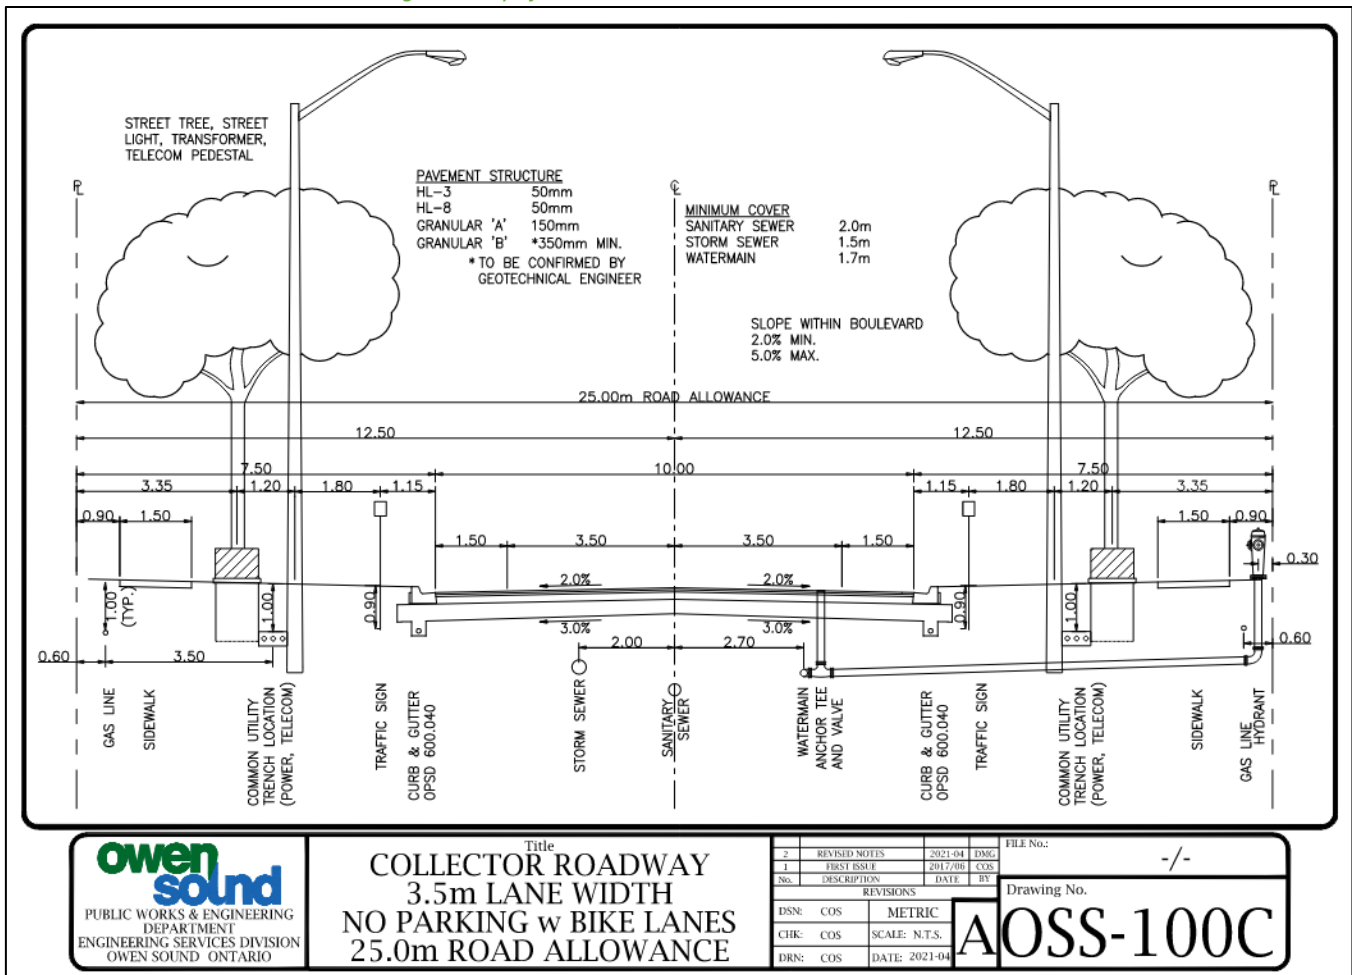 STREET TREE, STREET
LIGHT, TRANSFORMER,
TELECOM PEDESTAL
PAVEMENT STRUCTURE
HL-3 50mm
HL-8 50mm
GRANULAR 'A' 150mm
GRANULAR 'B' *350mm MIN.
* TO BE CONFIRMED BY
GEOTECHNICAL ENGINEER
MINIMUM COVER
SANITARY SEWER 2.0m
STORM SEWER 1.5m
WATERMAIN 1.7m
SLOPE WITHIN BOULEVARD
2.0% MIN.
5.0% MAX.
25.00m ROAD ALLOWANCE
12.50 12.50
7.50 10.00 7.50
3.35 1.20 1.80 1.15 1.15 1.80 1.20 3.35
0.90 1.50 1.50 0.90
1.50 3.50 3.50 1.50
0.30
2.0% 2.0%
1.00
(TYP.)
1.00
0.90
0.90
1.00
3.0% 3.0%
0.60 3.50 2.00 2.70 0.60
GAS LINE
SIDEWALK
COMMON UTILITY
TRENCH LOCATION
(POWER, TELECOM)
TRAFFIC SIGN
CURB & GUTTER
OPSD 600.040
STORM SEWER
SANITARY
SEWER
WATERMAIN
ANCHOR TEE
AND VALVE
CURB & GUTTER
OPSD 600.040
TRAFFIC SIGN
COMMON UTILITY
TRENCH LOCATION
(POWER, TELECOM)
SIDEWALK
GAS LINE
HYDRANT
owen
sound
PUBLIC WORKS & ENGINEERING
DEPARTMENT
ENGINEERING SERVICES DIVISION
OWEN SOUND ONTARIO
Title
COLLECTOR ROADWAY
3.5m LANE WIDTH
NO PARKING w BIKE LANES
25.0m ROAD ALLOWANCE
2 REVISED NOTES 2021-04 DMG
1 FIRST ISSUE 2017/06 COS
No. DESCRIPTION DATE BY
REVISIONS
DSN: COS METRIC
CHK: COS SCALE: N.T.S.
DRN: COS DATE: 2021-04
A
FILE No.:
-/-
Drawing No.
OSS-100C